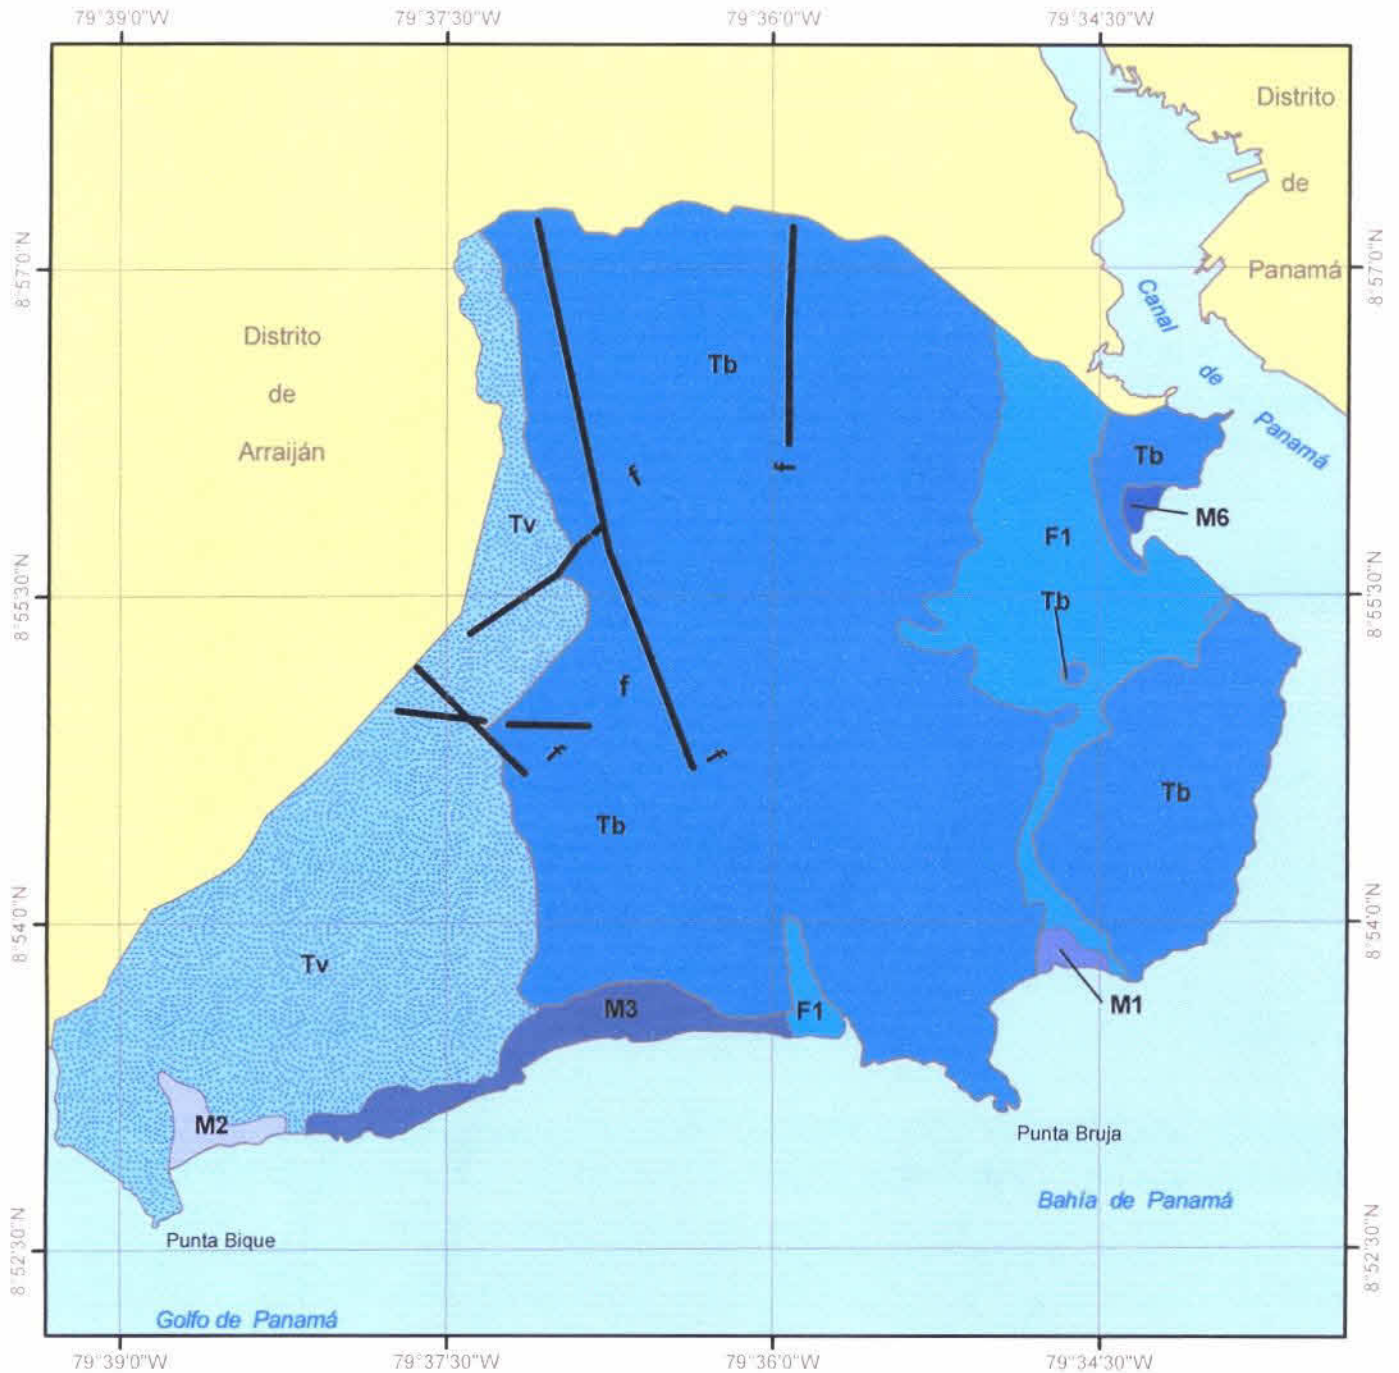 79°39'0"W
79°37'30"W
79°36'0"W
79°34'30"W
Distrito
de
Panamá
8°57'0"N
8°57'0"N
Canal
de
Panamá
Distrito
de
Arraiján
Tb
f
f
Tb
M6
Tv
F1
8°55'30"N
8°55'30"N
Tb
f
f
f
Tb
Tb
8°54'0"N
8°54'0"N
Tv
M3
F1
M1
M2
Punta Bruja
Bahía de Panamá
Punta Bique
8°52'30"N
8°52'30"N
Golfo de Panamá
79°39'0"W
79°37'30"W
79°36'0"W
79°34'30"W